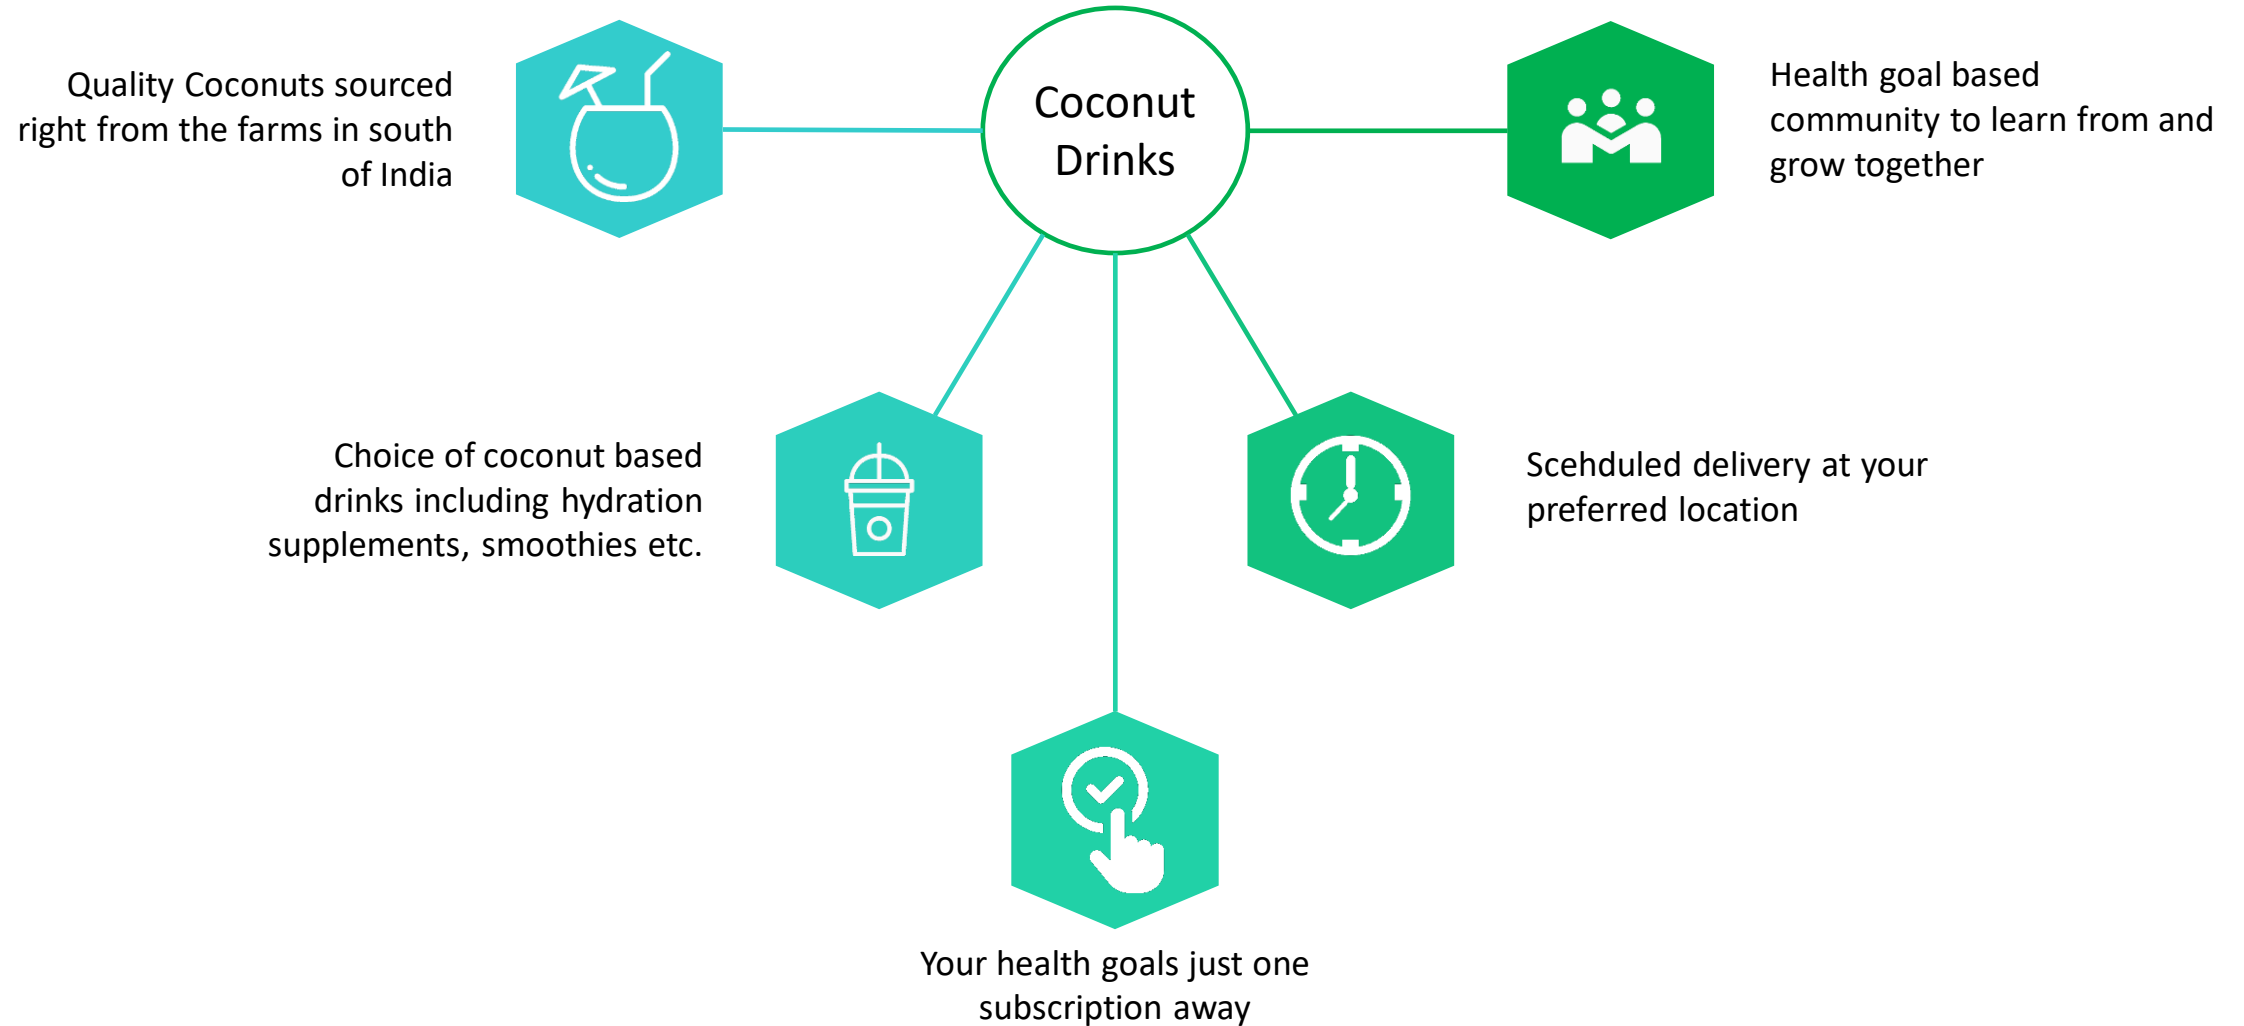 Coconut
Drinks
Quality Coconuts sourced
right from the farms in south
of India
Health goal based
community to learn from and
grow together
Choice of coconut based
drinks including hydration
supplements, smoothies etc.
Scehduled delivery at your
preferred location
Your health goals just one
subscription away